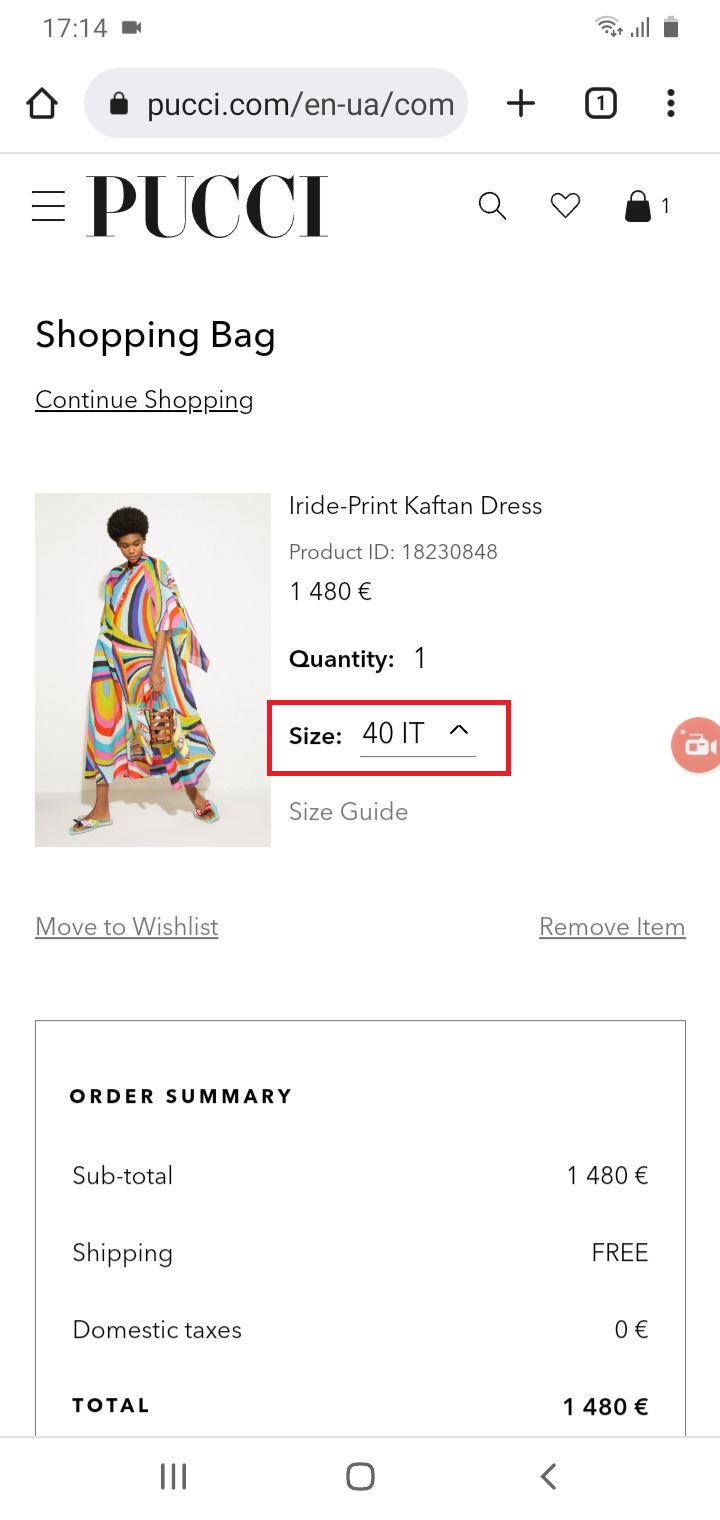 17:14
pucci.com/en-ua/com
1
PUCCI
1
Shopping Bag
Continue Shopping
Iride-Print Kaftan Dress
Product ID: 18230848
1 480 €
Quantity: 1
Size: 40 IT
Size Guide
Move to Wishlist
Remove Item
ORDER SUMMARY
Sub-total 1 480 €
Shipping FREE
Domestic taxes 0 €
TOTAL 1 480 €